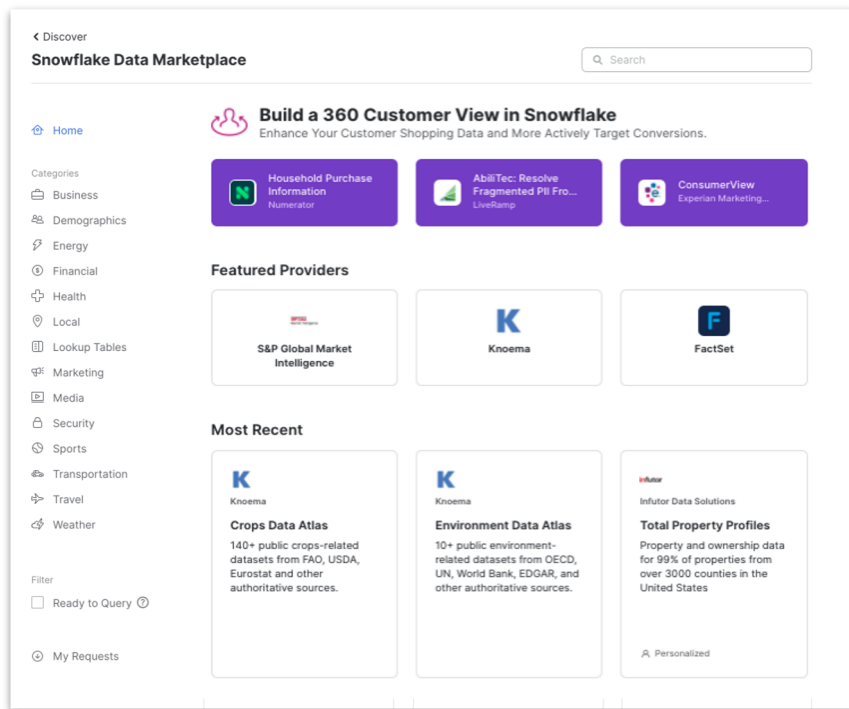 Discover
Snowflake Data Marketplace
Search
Home
Categories
Business
Demographics
Energy
Financial
Health
Local
Lookup Tables
Marketing
Media
Security
Sports
Transportation
Travel
Weather
Filter
Ready to Query
My Requests
Build a 360 Customer View in Snowflake
Enhance Your Customer Shopping Data and More Actively Target Conversions.
Household Purchase
Information
Numerator
AbiliTec: Resolve
Fragmented PII Fro...
LiveRamp
ConsumerView
Experian Marketing...
Featured Providers
S&P Global Market
Intelligence
K
Knoema
F
FactSet
Most Recent
K
Knoema
Crops Data Atlas
140+ public crops-related
datasets from FAO, USDA,
Eurostat and other
authoritative sources.
K
Knoema
Environment Data Atlas
10+ public environment-
related datasets from OECD,
UN, World Bank, EDGAR, and
other authoritative sources.
infutor
Infutor Data Solutions
Total Property Profiles
Property and ownership data
for 99% of properties from
over 3000 counties in the
United States
Personalized